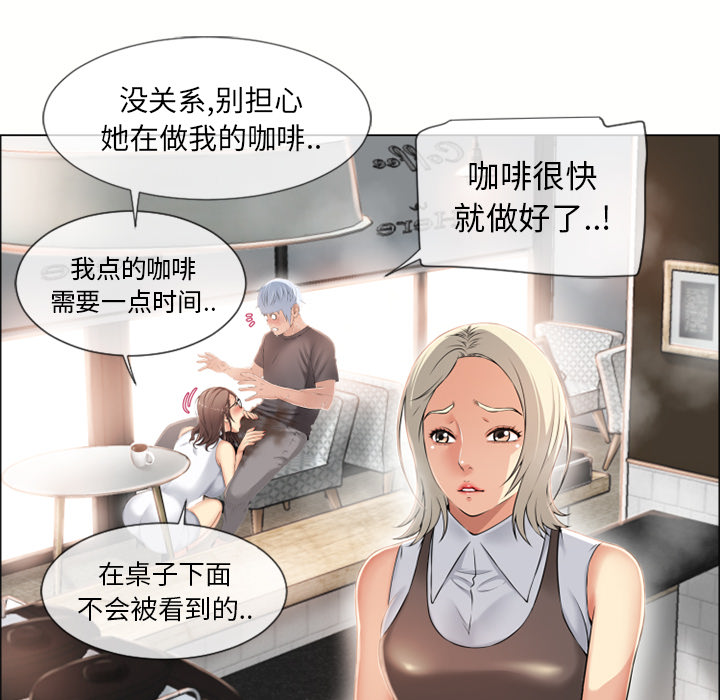 没关系,别担心
她在做我的咖啡..
咖啡很快
就做好了..!
我点的咖啡
需要一点时间..
在桌子下面
不会被看到的..